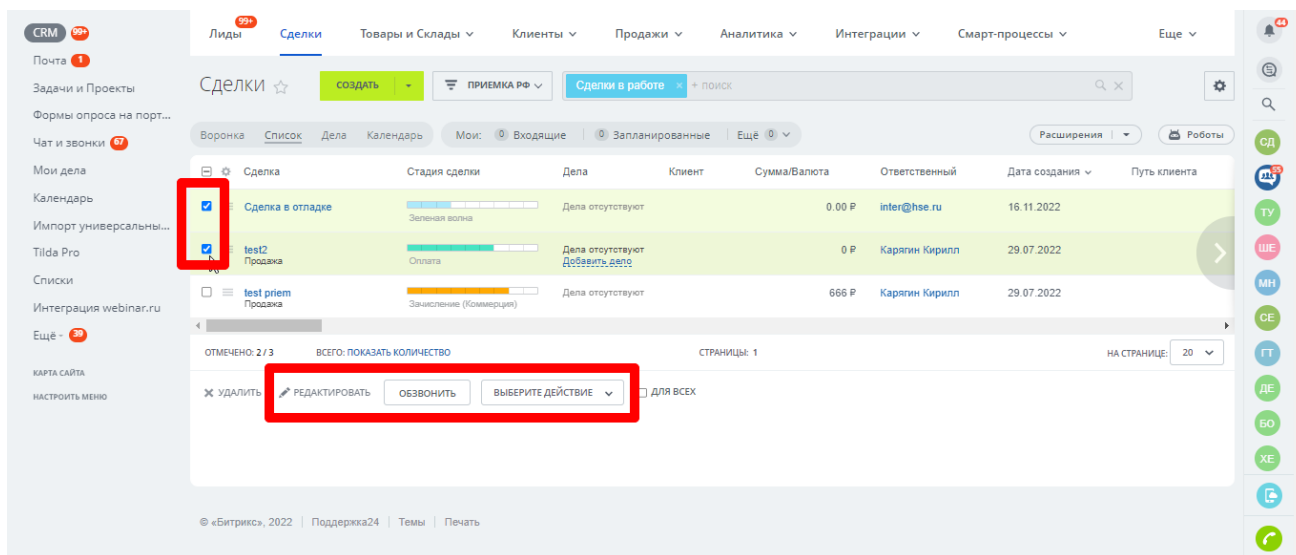 CRM 99+
Почта 1
Задачи и Проекты
Формы опроса на порт...
Чат и звонки 67
Мои дела
Календарь
Импорт универсальны...
Tilda Pro
Списки
Интеграция webinar.ru
Ещё - 39
КАРТА САЙТА
НАСТРОИТЬ МЕНЮ
Лиды 99+ Сделки Товары и Склады Клиенты Продажи Аналитика Интеграции Смарт-процессы Еще
Сделки СОЗДАТЬ ПРИЕМКА РФ Сделки в работе × + поиск
Воронка Список Дела Календарь Мои: 0 Входящие 0 Запланированные Ещё 0 Расширения Роботы
Сделка Стадия сделки Дела Клиент Сумма/Валюта Ответственный Дата создания Путь клиента
Сделка в отладке Дела отсутствуют 0.00 ₽ inter@hse.ru 16.11.2022
Зеленая волна
test2 Дела отсутствуют 0 ₽ Карягин Кирилл 29.07.2022
Продажа Оплата Добавить дело
test priem Дела отсутствуют 666 ₽ Карягин Кирилл 29.07.2022
Продажа Зачисление (Коммерция)
ОТМЕЧЕНО: 2 / 3 ВСЕГО: ПОКАЗАТЬ КОЛИЧЕСТВО СТРАНИЦЫ: 1 НА СТРАНИЦЕ: 20
УДАЛИТЬ РЕДАКТИРОВАТЬ ОБЗВОНИТЬ ВЫБЕРИТЕ ДЕЙСТВИЕ ДЛЯ ВСЕХ
© «Битрикс», 2022 Поддержка24 Темы Печать
44
СД
65
ТУ
ШЕ
МН
СЕ
ГТ
ДЕ
БО
ХЕ